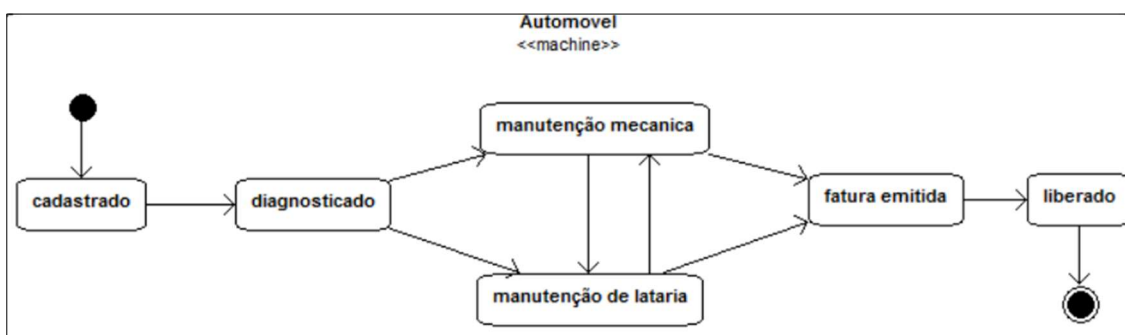 Automovel
<<machine>>
manutenção mecanica
cadastrado
diagnosticado
fatura emitida
liberado
manutenção de lataria